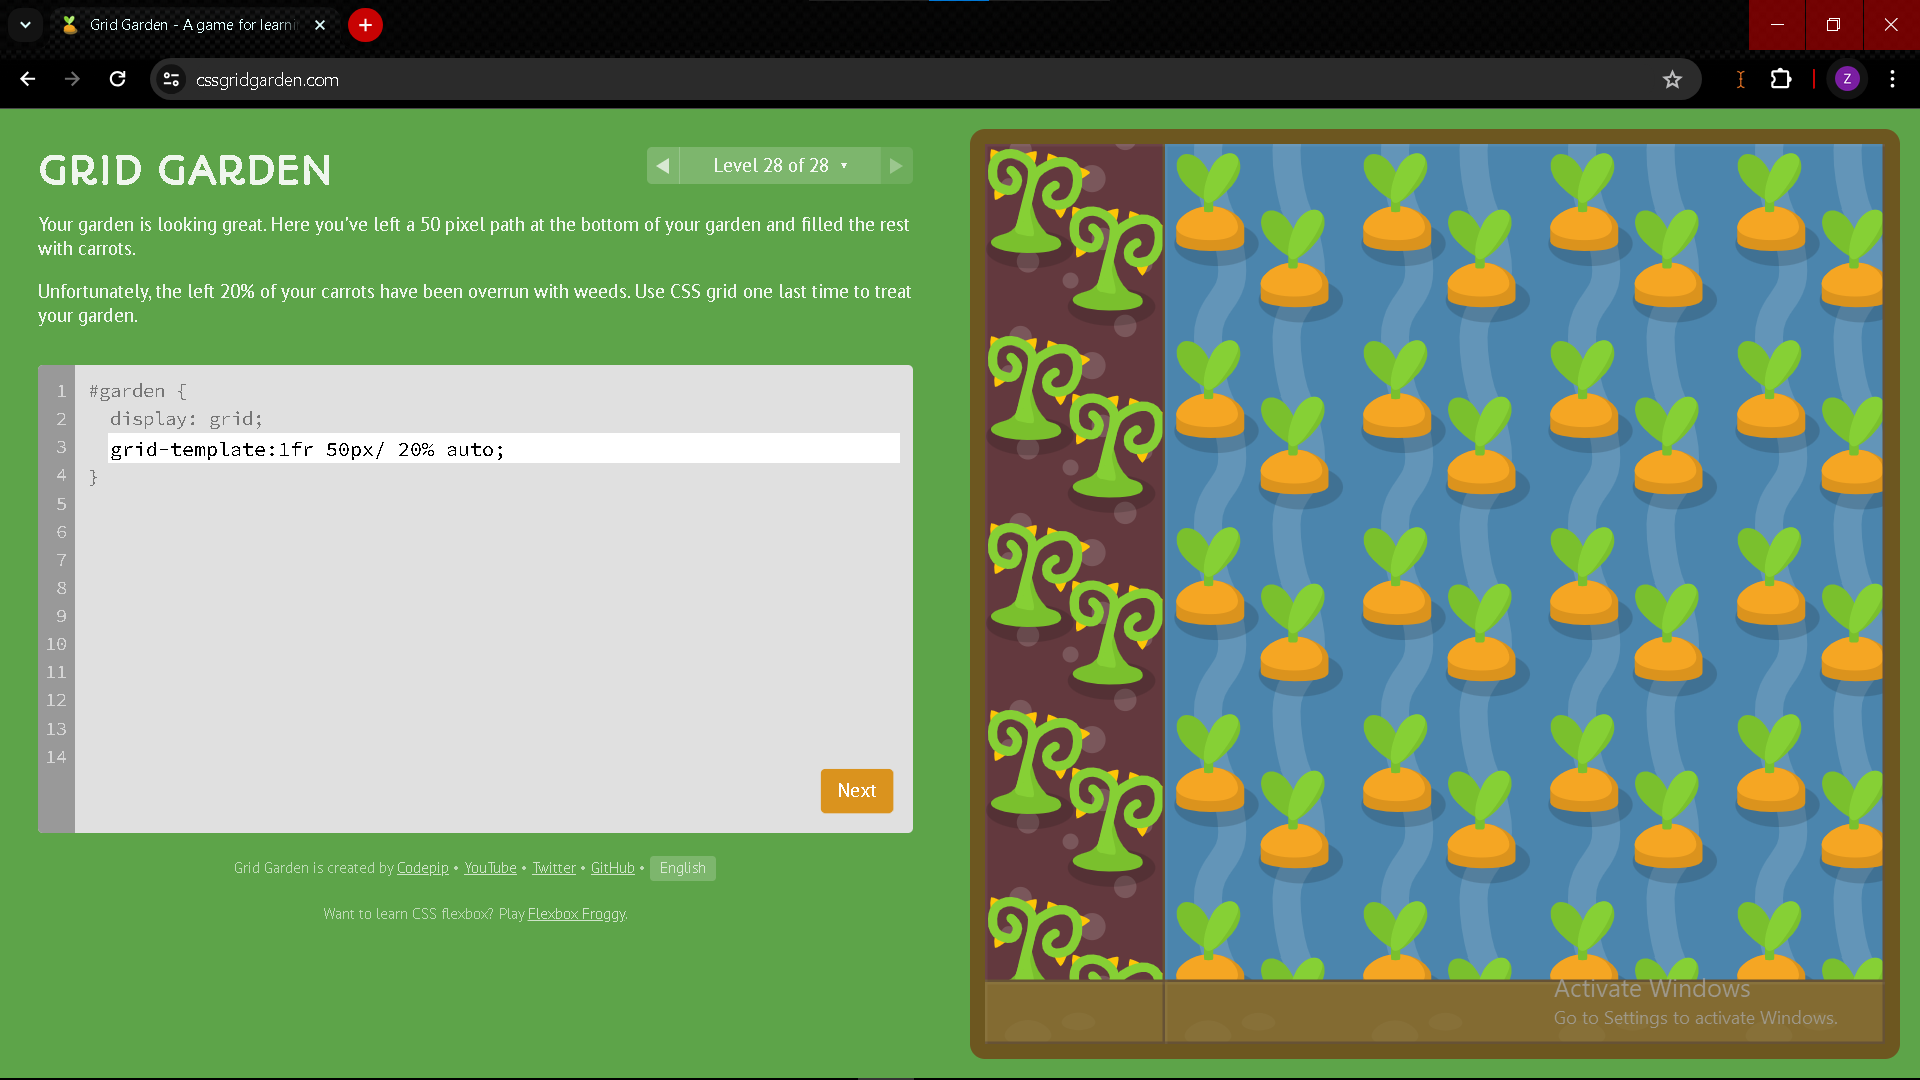 Grid Garden - A game for learni
cssgridgarden.com
Z
GRID GARDEN
Level 28 of 28
Your garden is looking great. Here you've left a 50 pixel path at the bottom of your garden and filled the rest
with carrots.
Unfortunately, the left 20% of your carrots have been overrun with weeds. Use CSS grid one last time to treat
your garden.
1 #garden {
2 display: grid;
3 grid-template:1fr 50px/ 20% auto;
4 }
5
6
7
8
9
10
11
12
13
14
Next
Grid Garden is created by Codepip • YouTube • Twitter • GitHub • English
Want to learn CSS flexbox? Play Flexbox Froggy.
Activate Windows
Go to Settings to activate Windows.